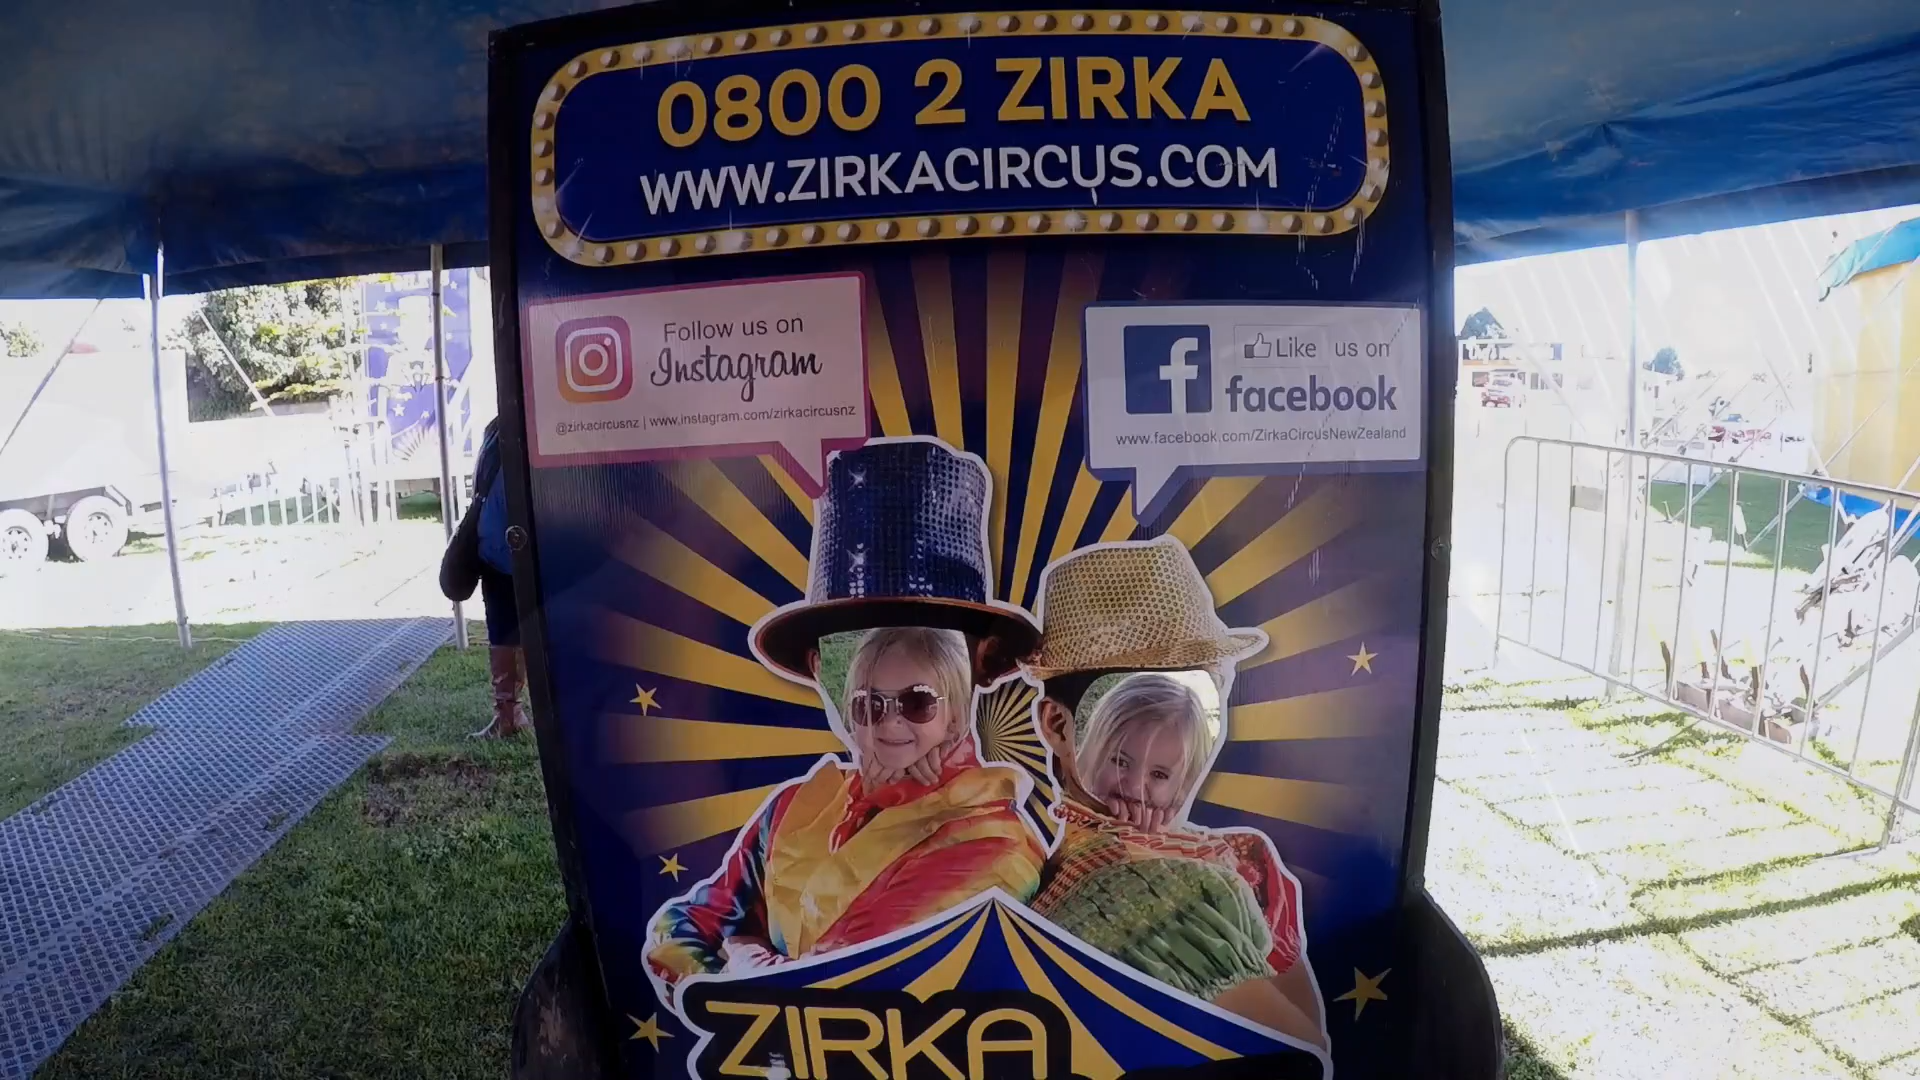 0800 2 ZIRKA
WWW.ZIRKACIRCUS.COM
Follow us on
Instagram
@zirkacircusnz | www.instagram.com/zirkacircusnz
Like us on
facebook
www.facebook.com/ZirkaCircusNewZealand
ZIRKA